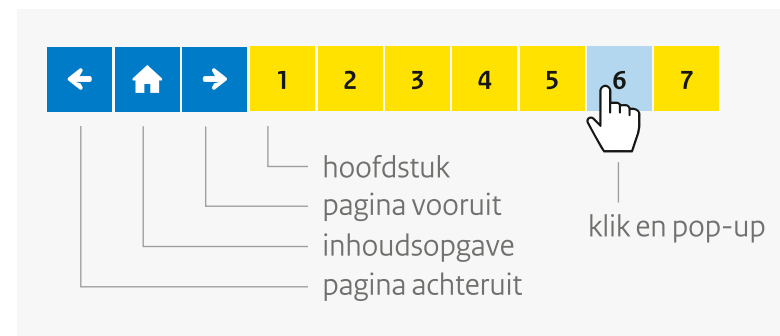 1 2 3 4 5 6 7
hoofdstuk
pagina vooruit
klik en pop-up
inhoudsopgave
pagina achteruit